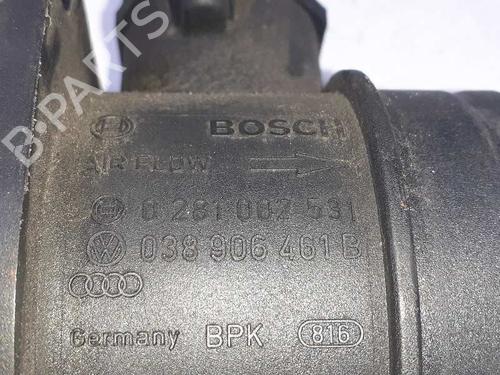 B-PARTS
BOSCH
AIR FLOW
0 281 002 531
038 906 461 B
Germany BPK 816